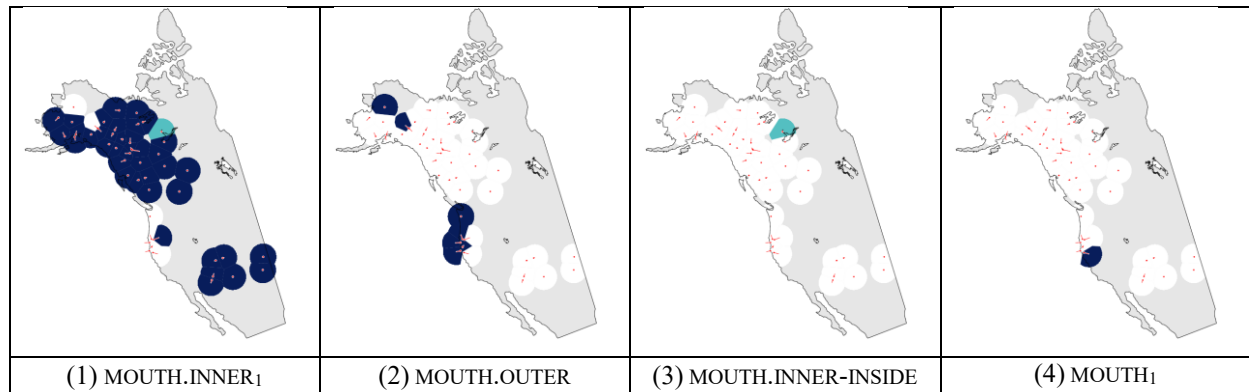 (1) MOUTH.INNER₁
(2) MOUTH.OUTER
(3) MOUTH.INNER-INSIDE
(4) MOUTH₁